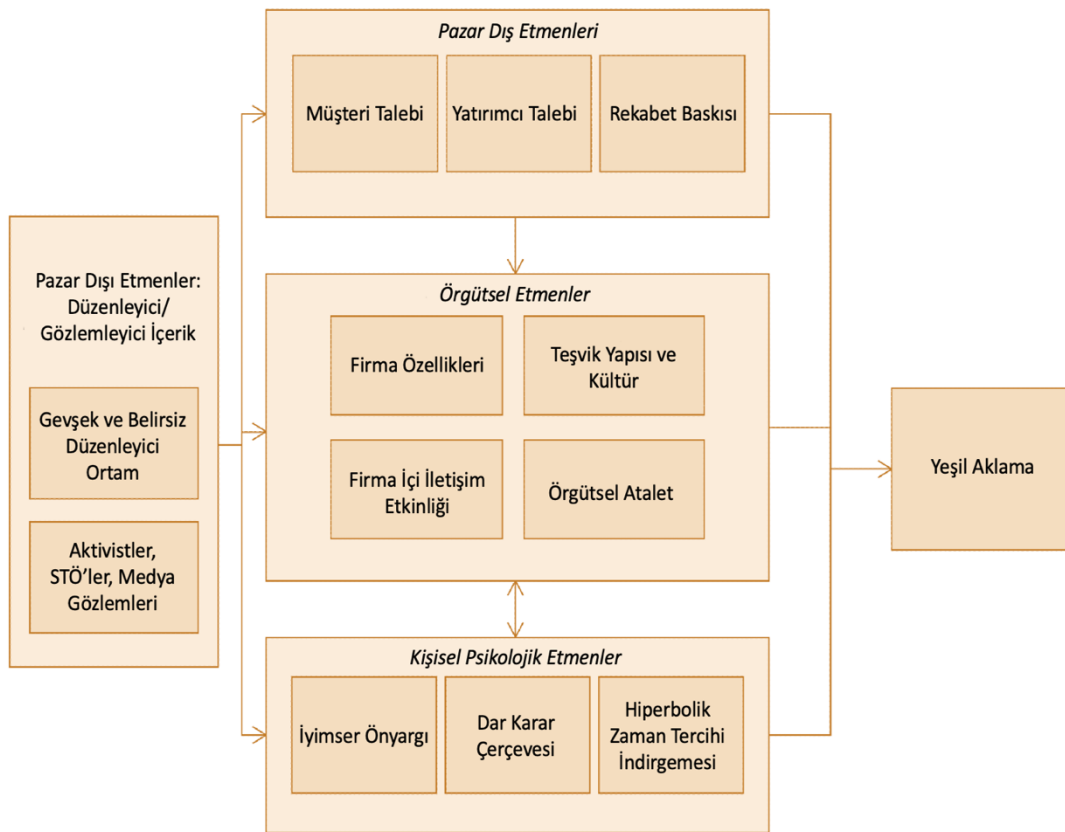 Pazar Dış Etmenleri
Müşteri Talebi
Yatırımcı Talebi
Rekabet Baskısı
Pazar Dışı Etmenler:
Düzenleyici/
Gözlemleyici İçerik
Gevşek ve Belirsiz
Düzenleyici
Ortam
Aktivistler,
STÖ’ler, Medya
Gözlemleri
Örgütsel Etmenler
Firma Özellikleri
Teşvik Yapısı ve
Kültür
Firma İçi İletişim
Etkinliği
Örgütsel Atalet
Kişisel Psikolojik Etmenler
İyimser Önyargı
Dar Karar
Çerçevesi
Hiperbolik
Zaman Tercihi
İndirgemesi
Yeşil Aklama